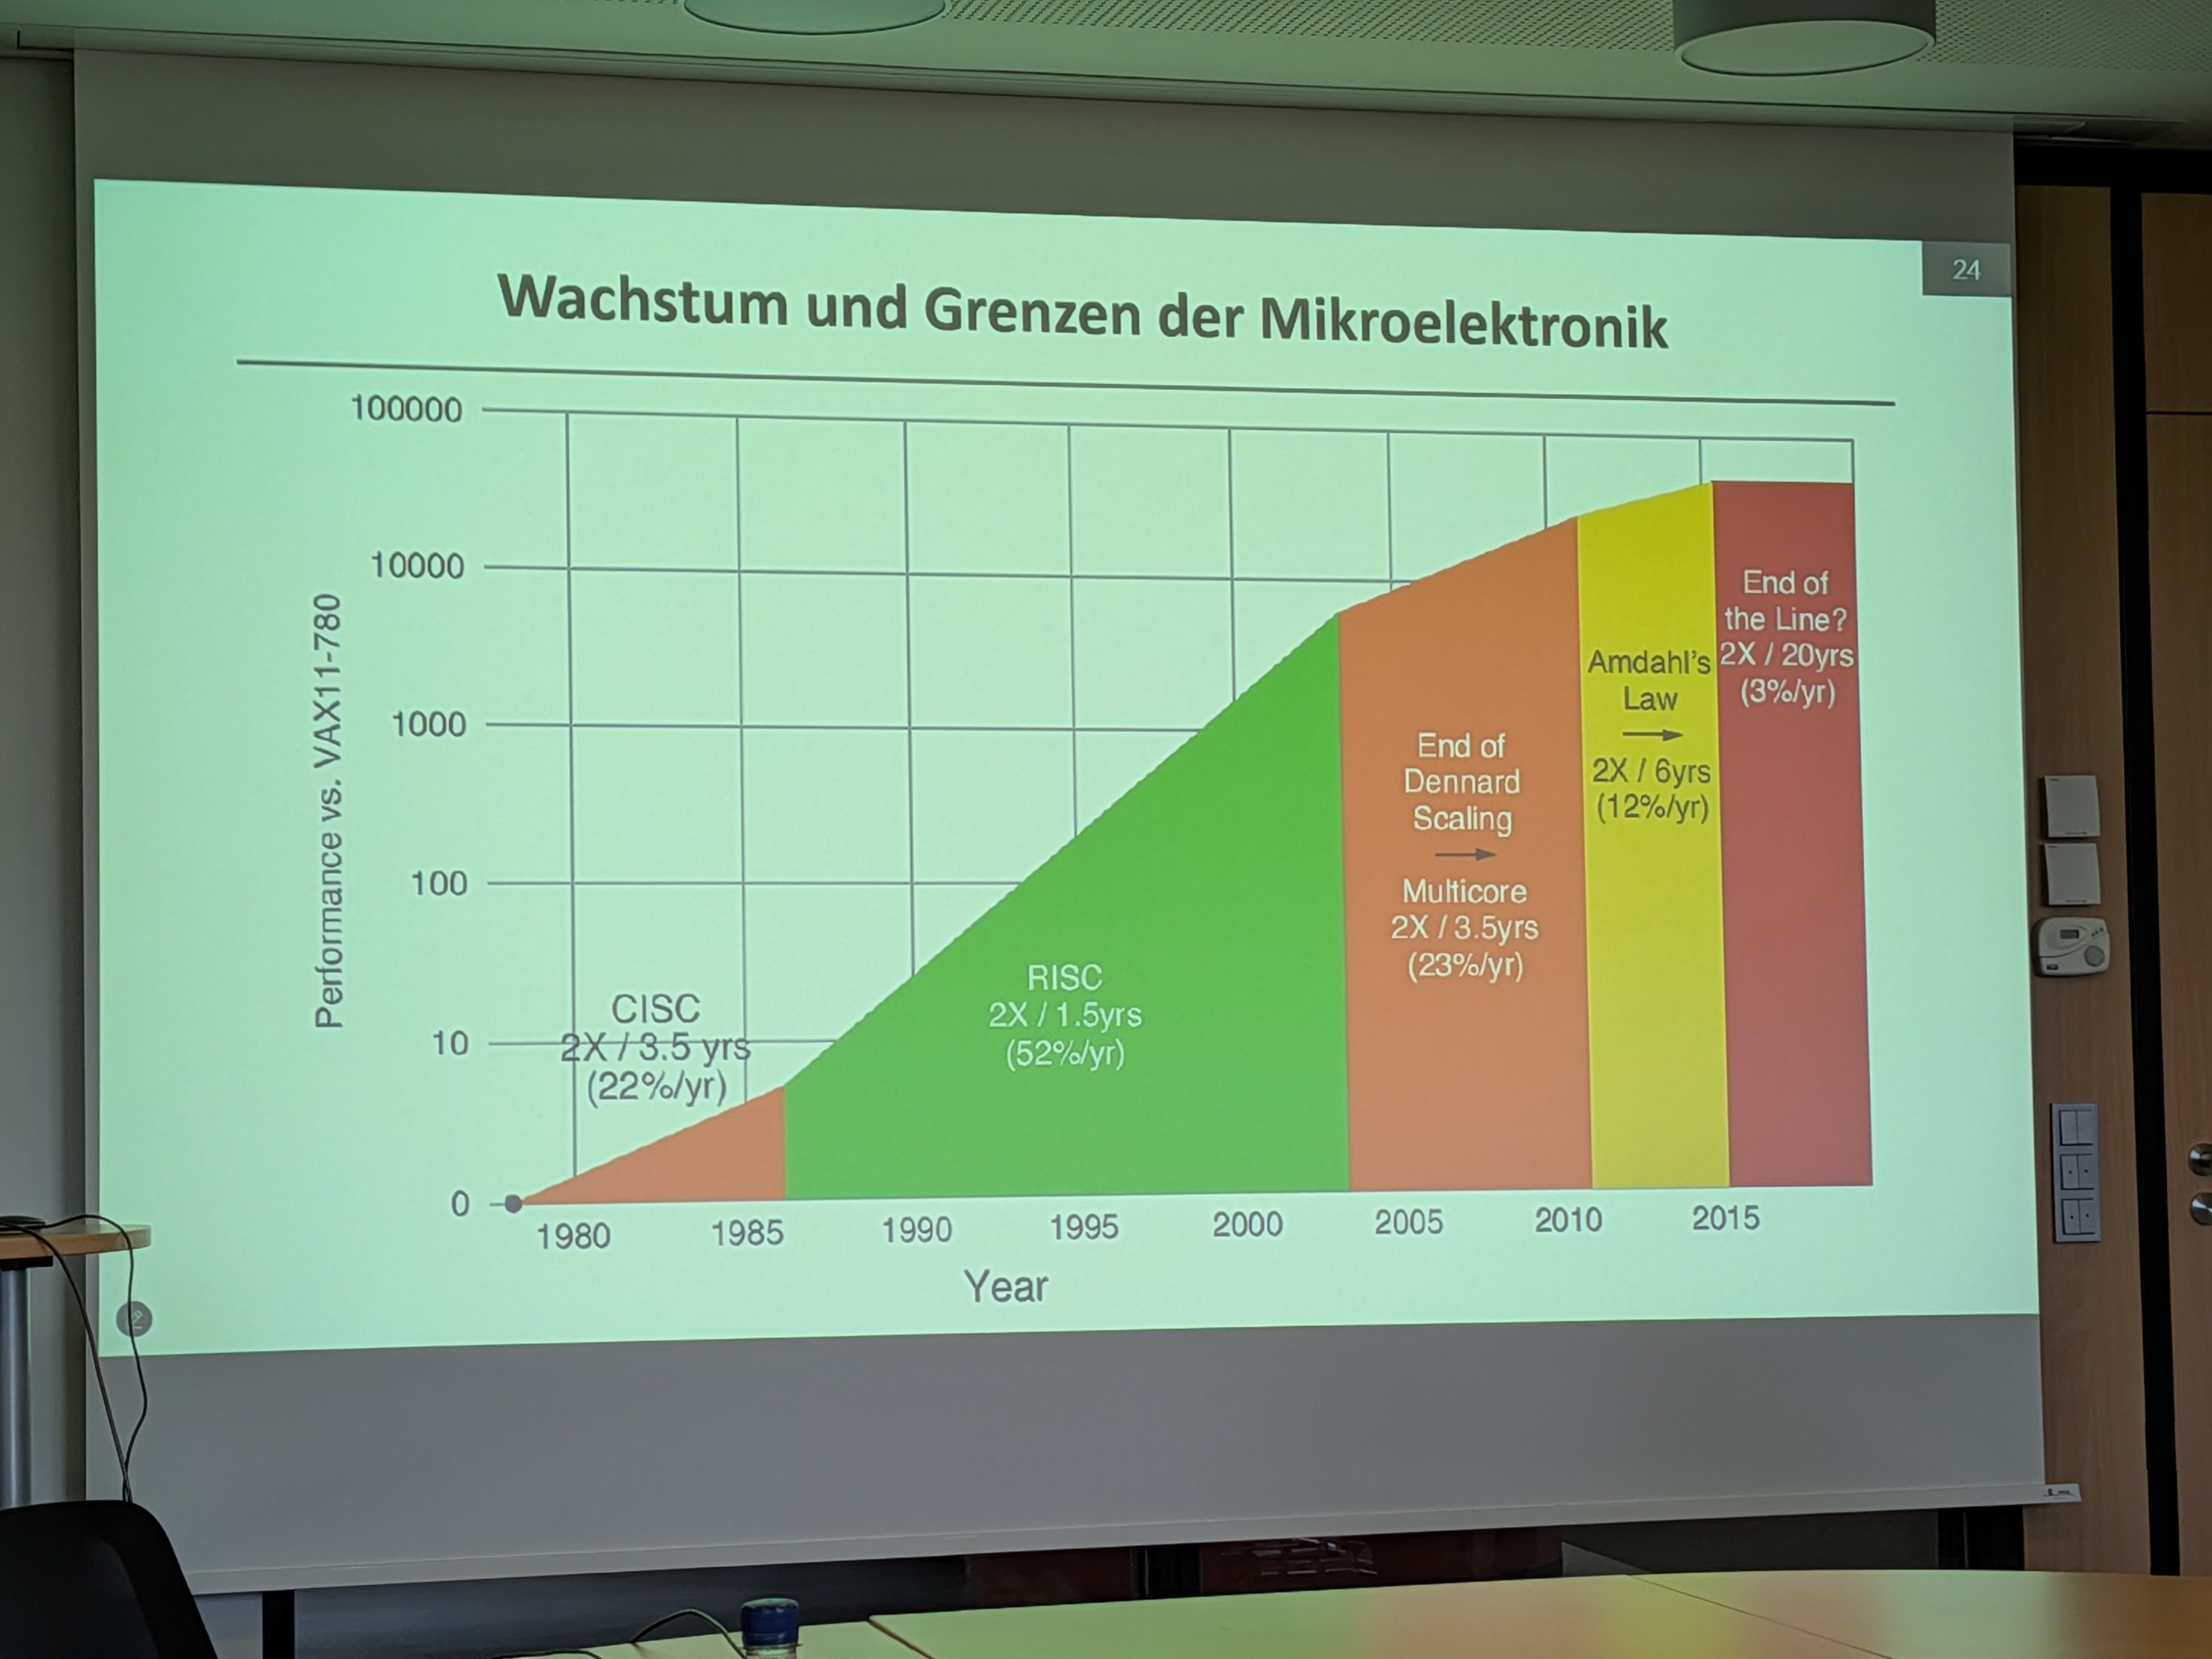 24
Wachstum und Grenzen der Mikroelektronik
100000
10000
1000
100
10
0
Performance vs. VAX11-780
CISC
2X / 3.5 yrs
(22%/yr)
RISC
2X / 1.5yrs
(52%/yr)
End of
Dennard
Scaling
Multicore
2X / 3.5yrs
(23%/yr)
Amdahl's
Law
2X / 6yrs
(12%/yr)
End of
the Line?
2X / 20yrs
(3%/yr)
1980 1985 1990 1995 2000 2005 2010 2015
Year